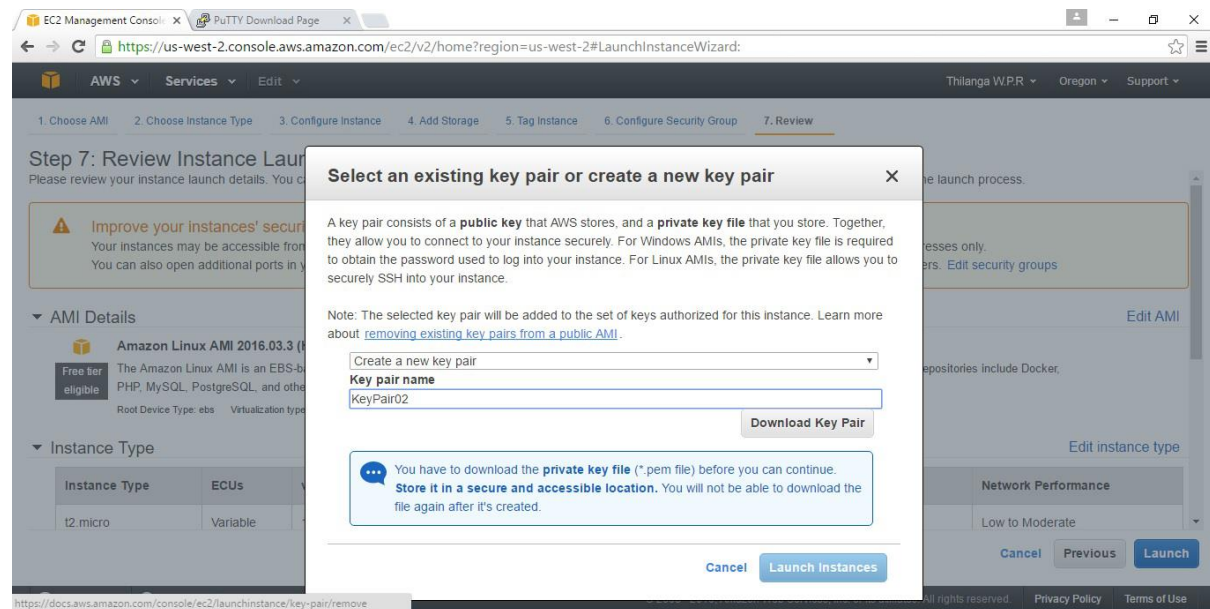 EC2 Management Consol
PuTTY Download Page
https://us-west-2.console.aws.amazon.com/ec2/v2/home?region=us-west-2#LaunchInstanceWizard:
AWS Services Edit Thilanga W.P.R Oregon Support
1. Choose AMI 2. Choose Instance Type 3. Configure Instance 4. Add Storage 5. Tag Instance 6. Configure Security Group 7. Review
Step 7: Review Instance Laun
Please review your instance launch details. You ca
he launch process.
Improve your instances' securi
Your instances may be accessible from
resses only.
You can also open additional ports in y
ers. Edit security groups
AMI Details
Edit AMI
Amazon Linux AMI 2016.03.3 (H
Free tier
eligible
The Amazon Linux AMI is an EBS-ba
epositories include Docker,
PHP, MySQL, PostgreSQL, and othe
Root Device Type: ebs Virtualization type
Instance Type
Edit instance type
Instance Type ECUs Network Performance
t2.micro Variable Low to Moderate
Select an existing key pair or create a new key pair
A key pair consists of a public key that AWS stores, and a private key file that you store. Together,
they allow you to connect to your instance securely. For Windows AMIs, the private key file is required
to obtain the password used to log into your instance. For Linux AMIs, the private key file allows you to
securely SSH into your instance.
Note: The selected key pair will be added to the set of keys authorized for this instance. Learn more
about removing existing key pairs from a public AMI.
Create a new key pair
Key pair name
KeyPair02
Download Key Pair
You have to download the private key file (*.pem file) before you can continue.
Store it in a secure and accessible location. You will not be able to download the
file again after it's created.
Cancel Launch Instances
Cancel Previous Launch
https://docs.aws.amazon.com/console/ec2/launchinstance/key-pair/remove
All rights reserved. Privacy Policy Terms of Use